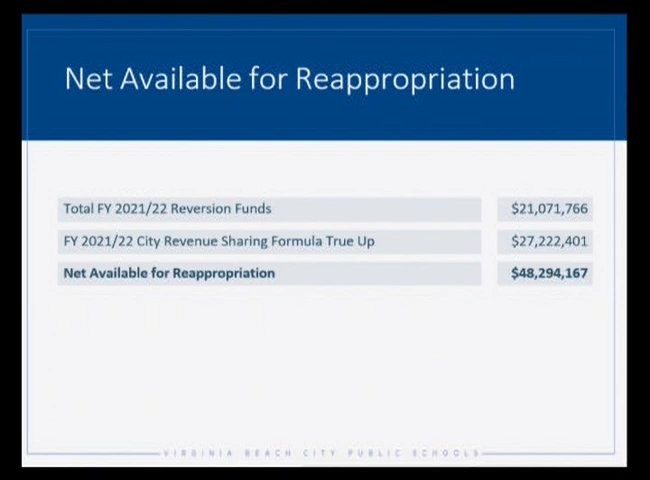 Net Available for Reappropriation
Total FY 2021/22 Reversion Funds $21,071,766
FY 2021/22 City Revenue Sharing Formula True Up $27,222,401
Net Available for Reappropriation $48,294,167
VIRGINIA BEACH CITY PUBLIC SCHOOLS